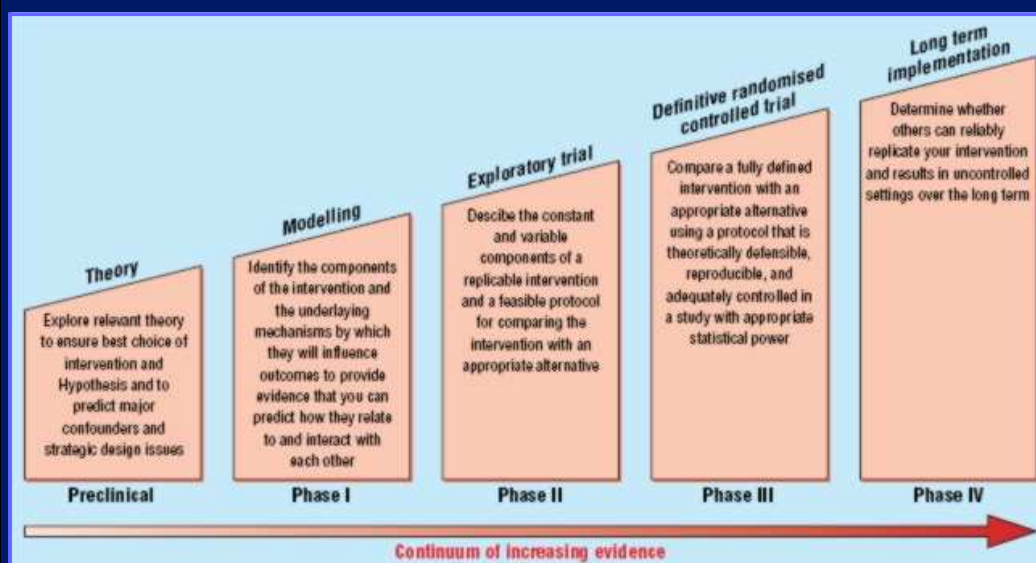 Theory
Explore relevant theory
to ensure best choice of
intervention and
Hypothesis and to
predict major
confounders and
strategic design issues
Preclinical
Modelling
Identify the components
of the intervention and
the underlaying
mechanisms by which
they will influence
outcomes to provide
evidence that you can
predict how they relate
to and interact with
each other
Phase I
Exploratory trial
Descibe the constant
and variable
components of a
replicable intervention
and a feasible protocol
for comparing the
intervention with an
appropriate alternative
Phase II
Definitive randomised
controlled trial
Compare a fully defined
intervention with an
appropriate alternative
using a protocol that is
theoretically defensible,
reproducible, and
adequately controlled in
a study with appropriate
statistical power
Phase III
Long term
implementation
Determine whether
others can reliably
replicate your intervention
and results in uncontrolled
settings over the long term
Phase IV
Continuum of increasing evidence